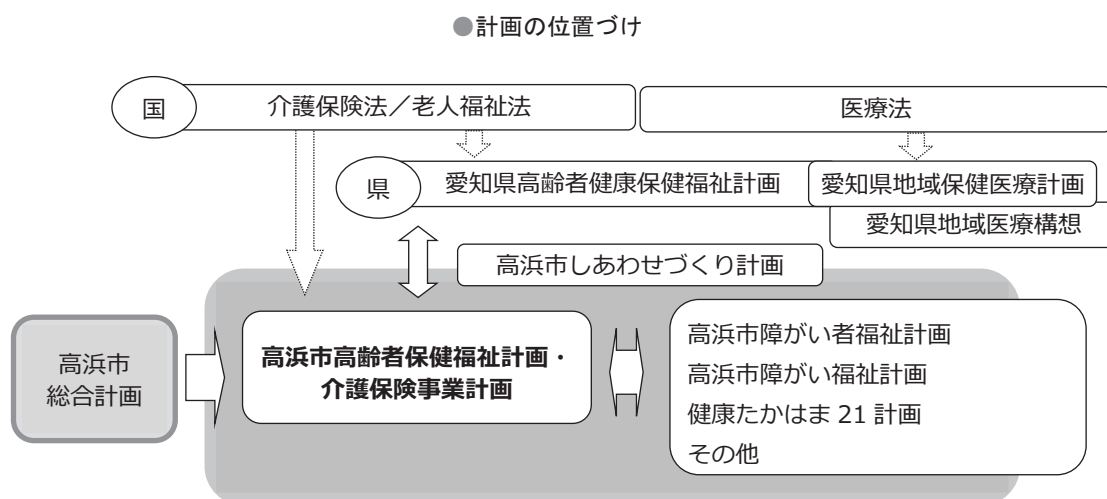 ●計画の位置づけ
国
介護保険法／老人福祉法
医療法
県
愛知県高齢者健康保健福祉計画
愛知県地域保健医療計画
愛知県地域医療構想
高浜市しあわせづくり計画
高浜市
総合計画
高浜市高齢者保健福祉計画・
介護保険事業計画
高浜市障がい者福祉計画
高浜市障がい福祉計画
健康たかはま 21 計画
その他